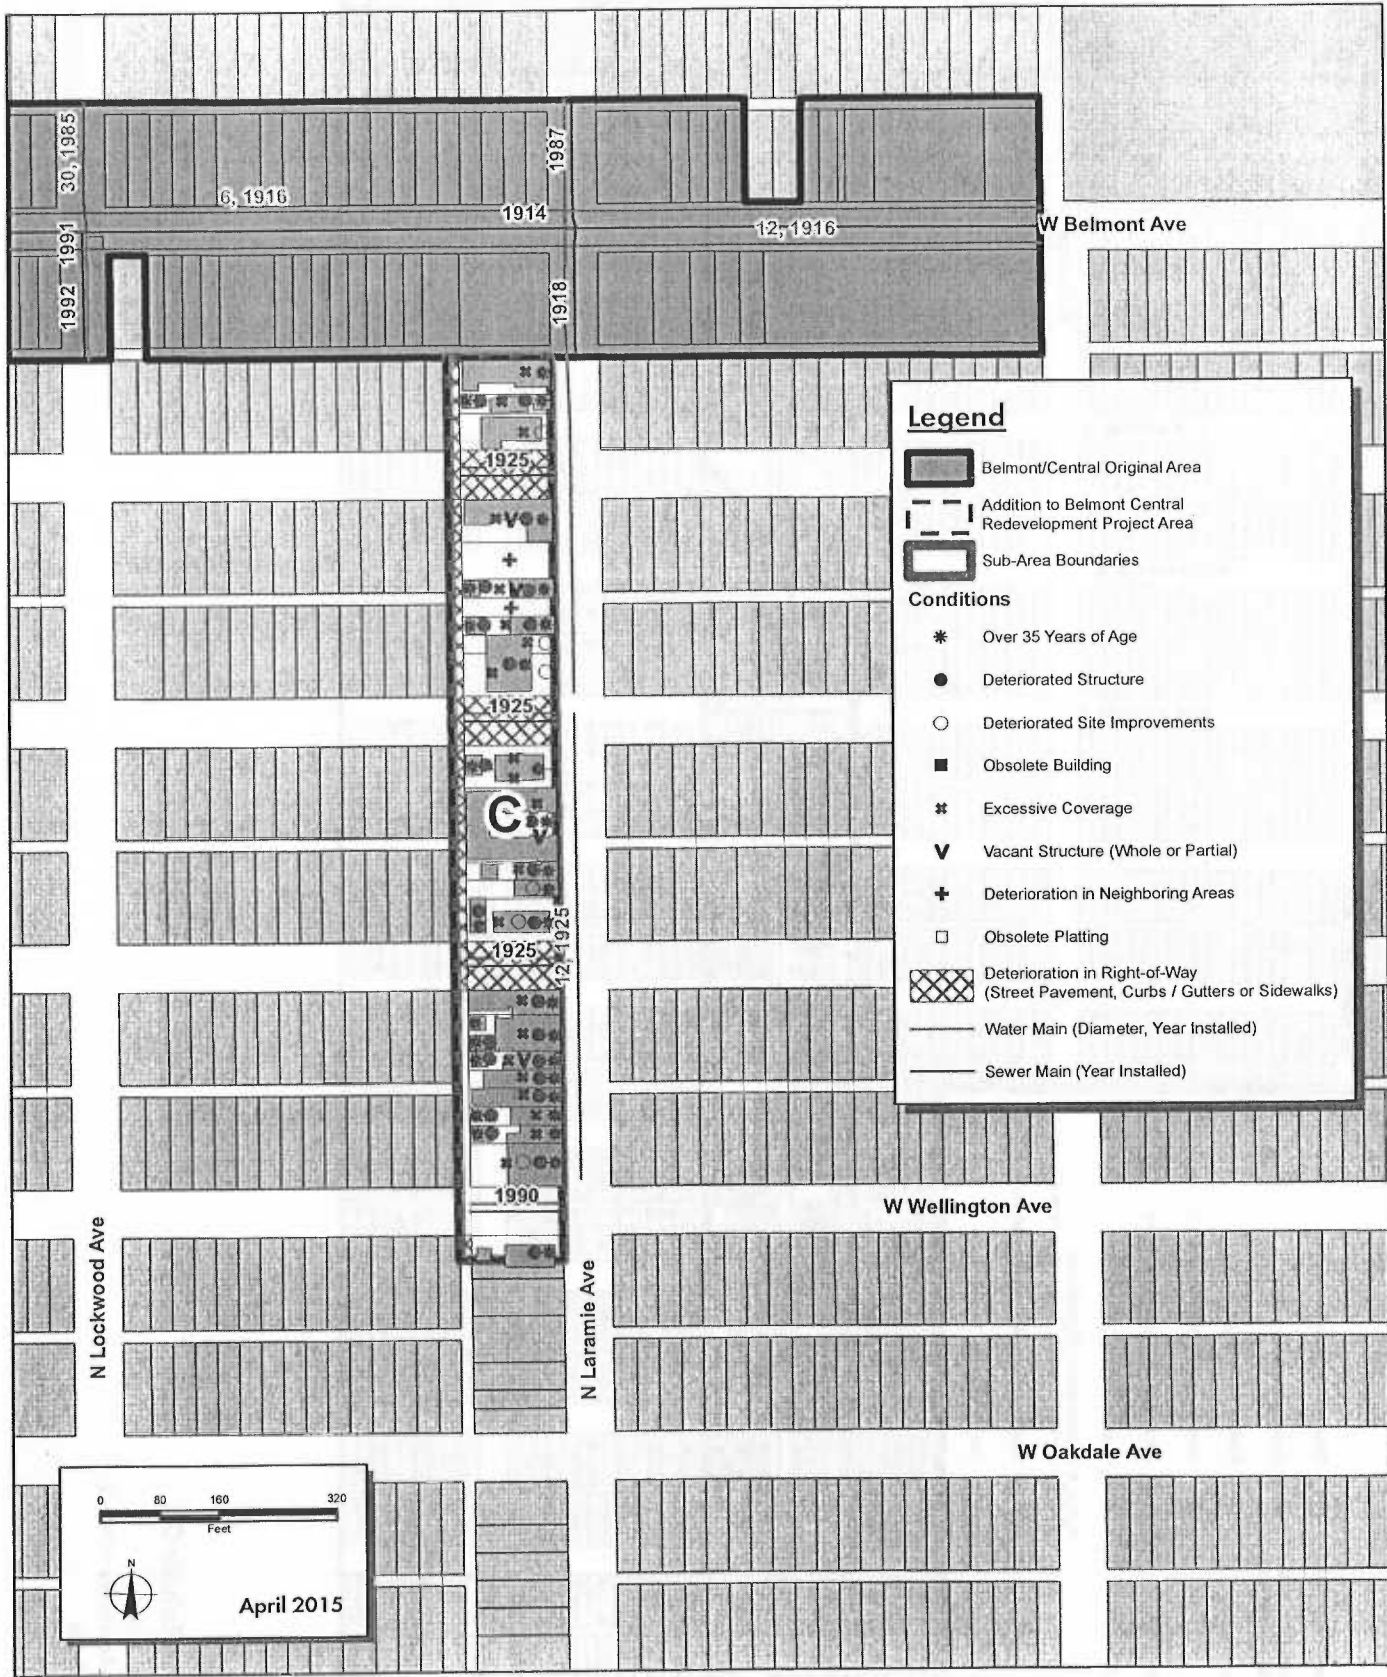 30, 1985
1987
6, 1916
1914
12, 1916
W Belmont Ave
1991
1992
1918
Legend
Belmont/Central Original Area
Addition to Belmont Central
Redevelopment Project Area
Sub-Area Boundaries
Conditions
Over 35 Years of Age
Deteriorated Structure
Deteriorated Site Improvements
Obsolete Building
Excessive Coverage
V Vacant Structure (Whole or Partial)
Deterioration in Neighboring Areas
Obsolete Platting
Deterioration in Right-of-Way
(Street Pavement, Curbs / Gutters or Sidewalks)
Water Main (Diameter, Year Installed)
Sewer Main (Year Installed)
1925
V
V
1925
C
V
12, 1925
1925
V
1990
W Wellington Ave
N Lockwood Ave
N Laramie Ave
W Oakdale Ave
0 80 160 320
Feet
N
April 2015